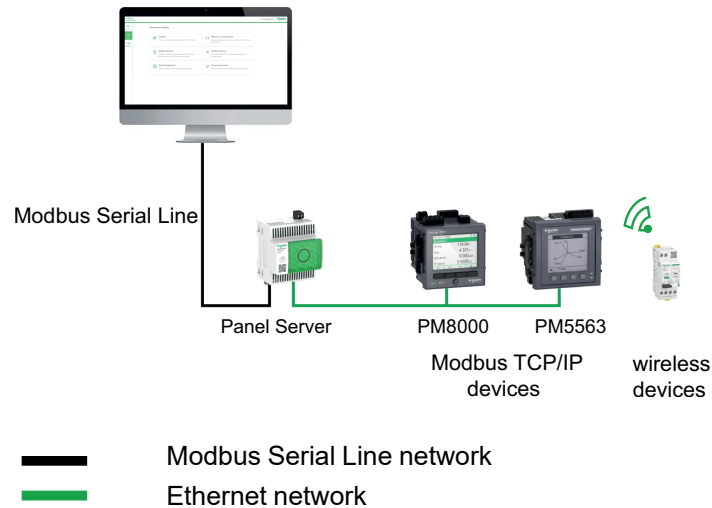 Modbus Serial Line
Panel Server
PM8000
PM5563
Modbus TCP/IP
devices
wireless
devices
Modbus Serial Line network
Ethernet network